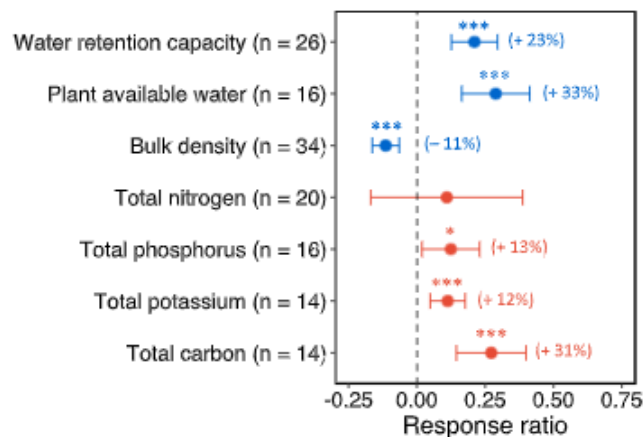 ***
Water retention capacity (n = 26) (+ 23%)
***
Plant available water (n = 16) (+ 33%)
***
Bulk density (n = 34) (− 11%)
Total nitrogen (n = 20)
*
Total phosphorus (n = 16) (+ 13%)
***
Total potassium (n = 14) (+ 12%)
***
Total carbon (n = 14) (+ 31%)
-0.25 0.00 0.25 0.50 0.75
Response ratio